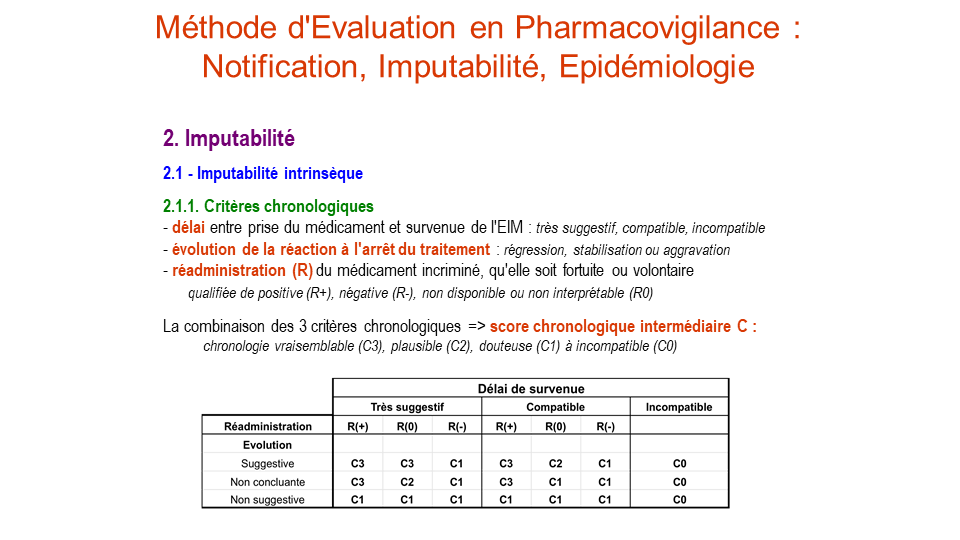 Méthode d'Evaluation en Pharmacovigilance :
Notification, Imputabilité, Epidémiologie
2. Imputabilité
2.1 - Imputabilité intrinsèque
2.1.1. Critères chronologiques
- délai entre prise du médicament et survenue de l'EIM : très suggestif, compatible, incompatible
- évolution de la réaction à l'arrêt du traitement : régression, stabilisation ou aggravation
- réadministration (R) du médicament incriminé, qu'elle soit fortuite ou volontaire
qualifiée de positive (R+), négative (R-), non disponible ou non interprétable (R0)
La combinaison des 3 critères chronologiques => score chronologique intermédiaire C :
chronologie vraisemblable (C3), plausible (C2), douteuse (C1) à incompatible (C0)
Délai de survenue
Très suggestif Compatible Incompatible
Réadministration R(+) R(0) R(-) R(+) R(0) R(-)
Evolution
Suggestive C3 C3 C1 C3 C2 C1 C0
Non concluante C3 C2 C1 C3 C1 C1 C0
Non suggestive C1 C1 C1 C1 C1 C1 C0